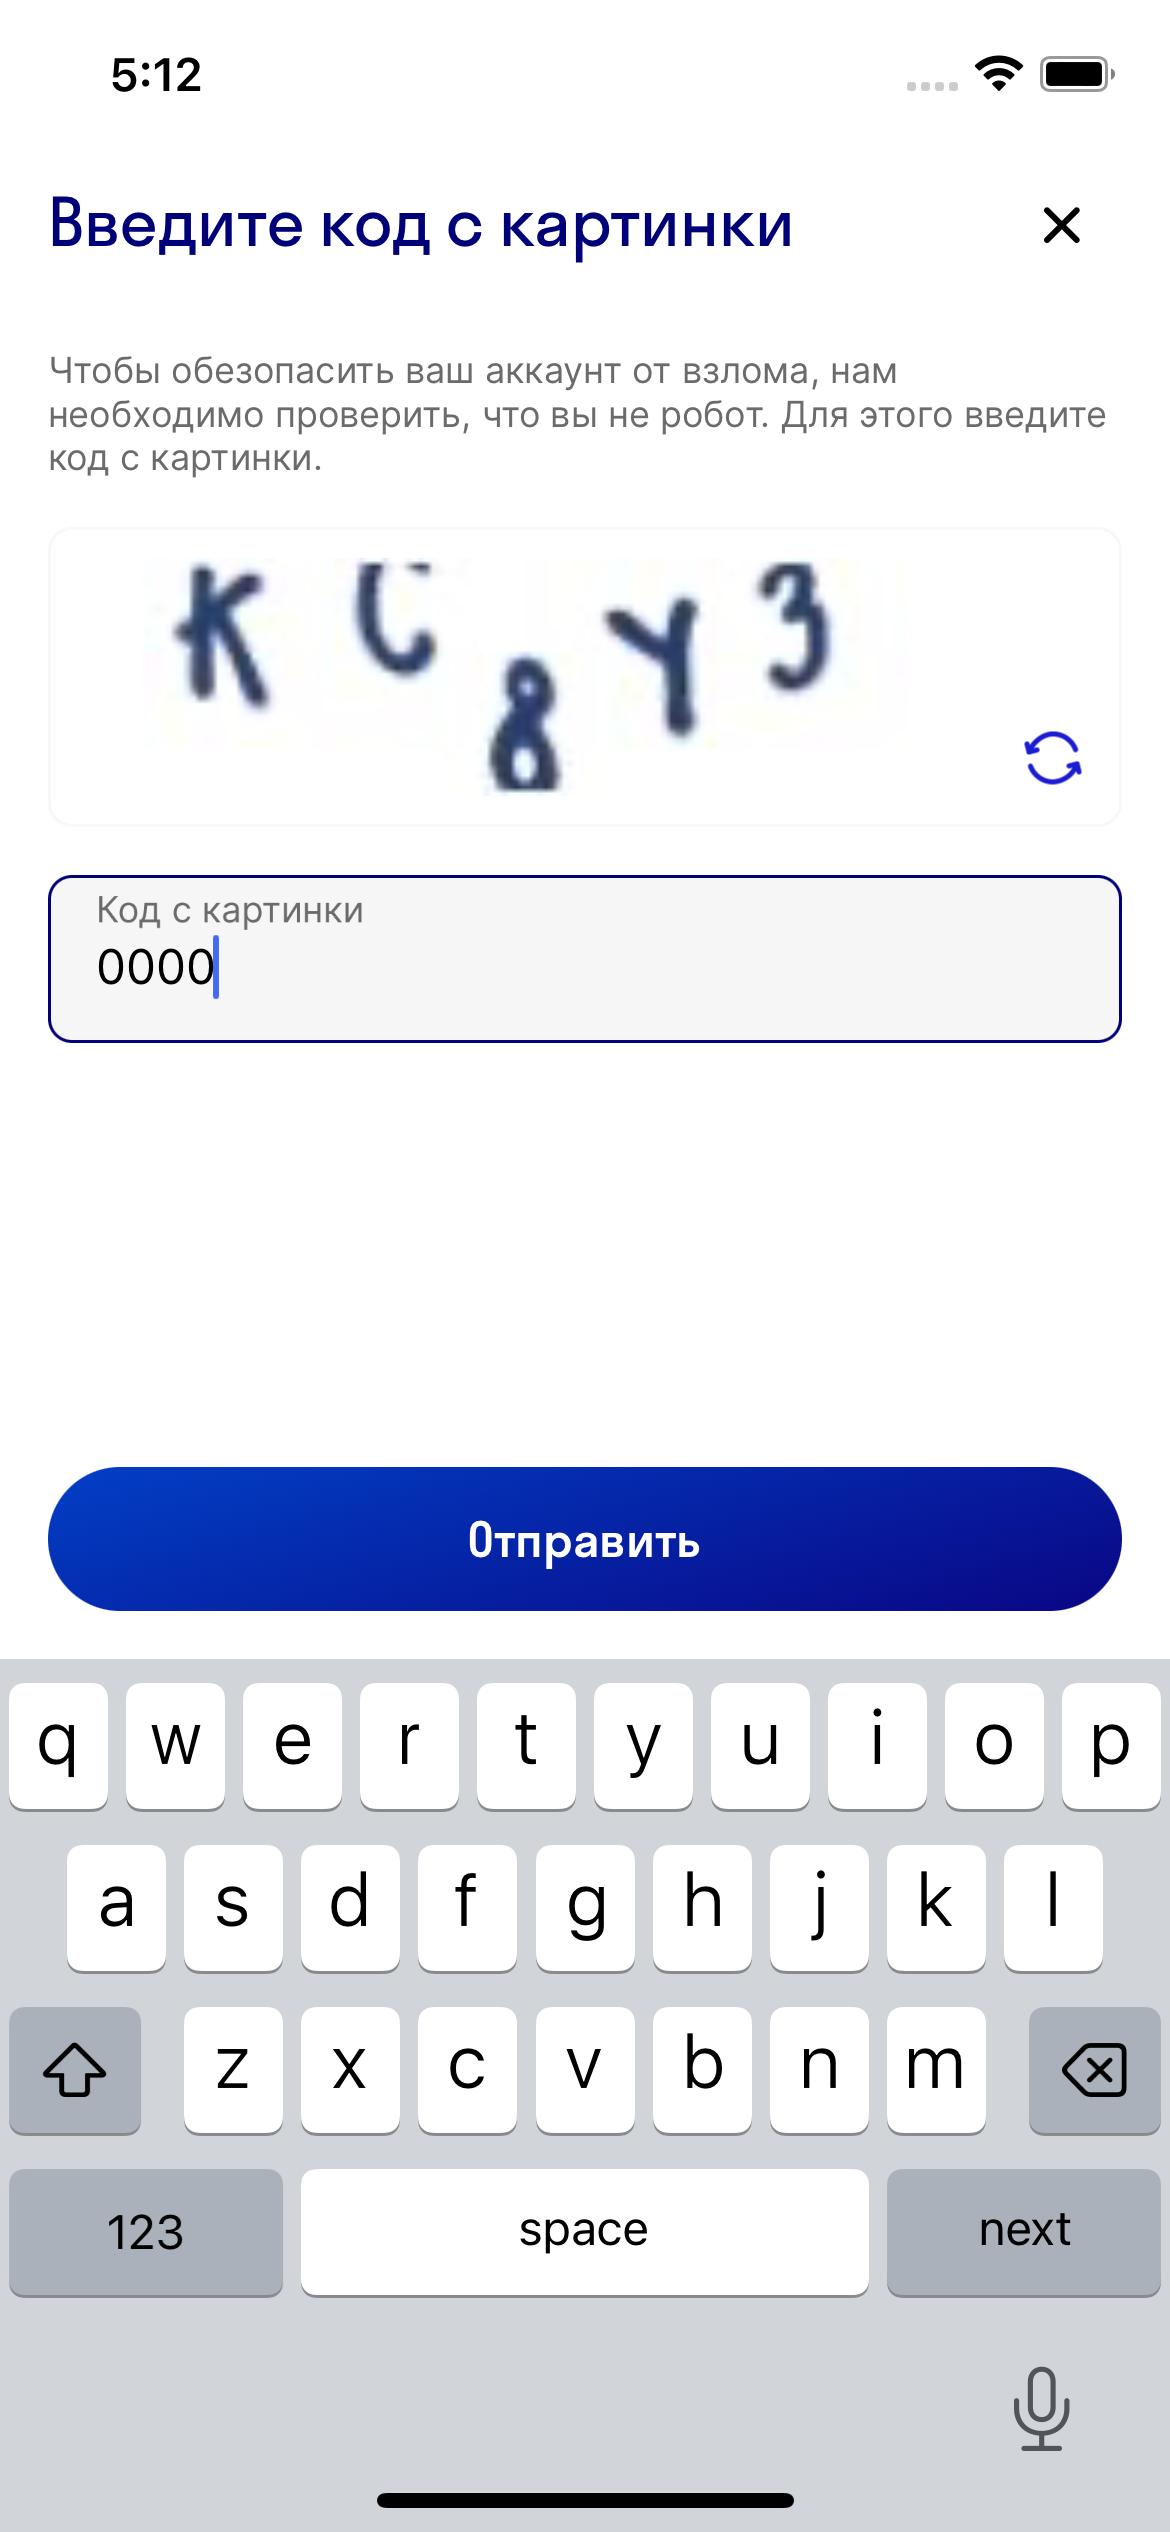 5:12
Введите код с картинки
Чтобы обезопасить ваш аккаунт от взлома, нам
необходимо проверить, что вы не робот. Для этого введите
код с картинки.
K C 8 Y 3
Код с картинки
0000
Отправить
q w e r t y u i o p
a s d f g h j k l
z x c v b n m
123 space next